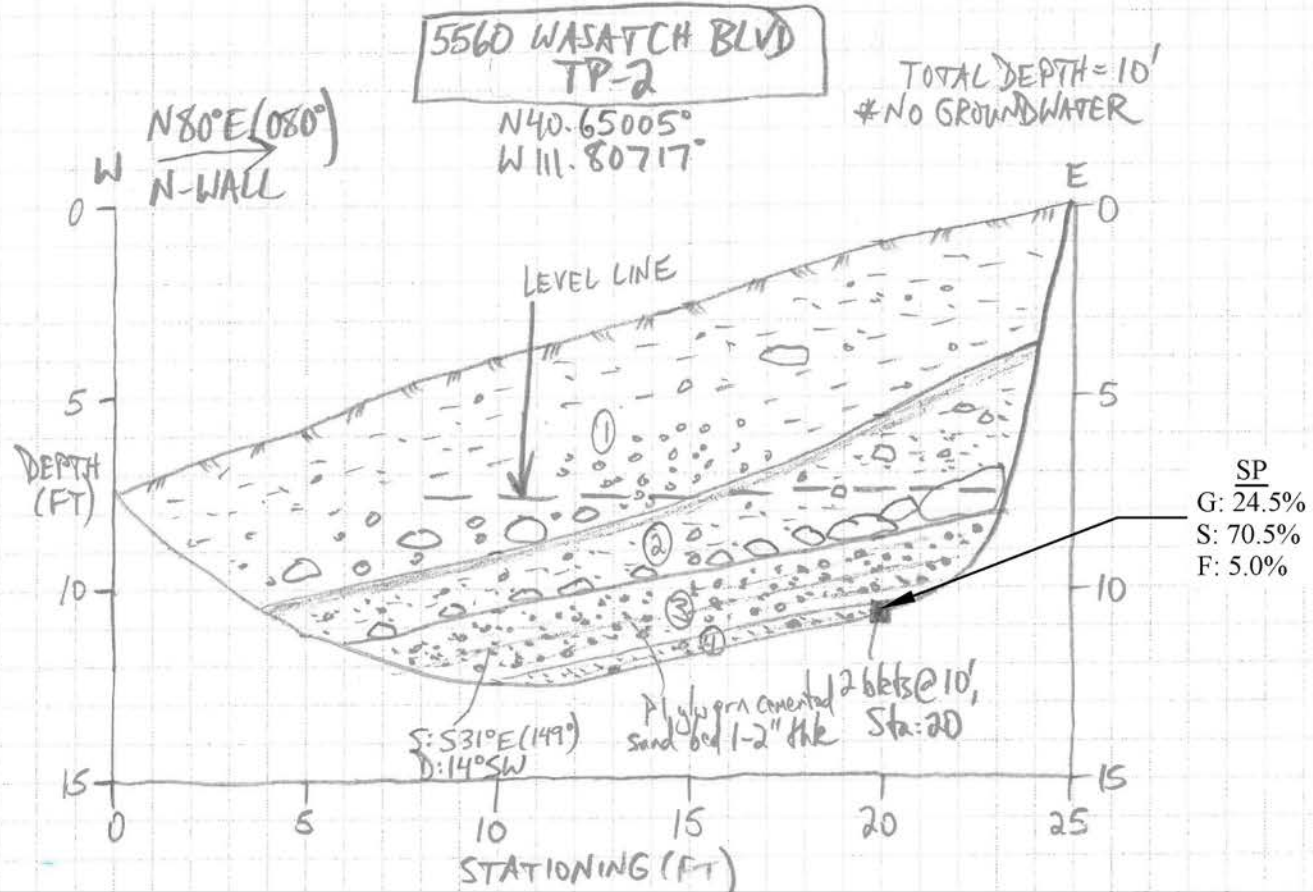 5560 WASATCH BLVD
TP-2
N40.65005°
W111.80717°
TOTAL DEPTH = 10'
*NO GROUNDWATER
N80°E (080°)
N-WALL
W
E
0
5
10
15
0
5
10
15
DEPTH
(FT)
LEVEL LINE
1
2
3
4
SP
G: 24.5%
S: 70.5%
F: 5.0%
S: S31°E (149°)
D: 14°SW
cemented
sand bed 1-2" thk
2 bkts @ 10',
Sta: 20
0
5
10
15
20
25
STATIONING (FT)